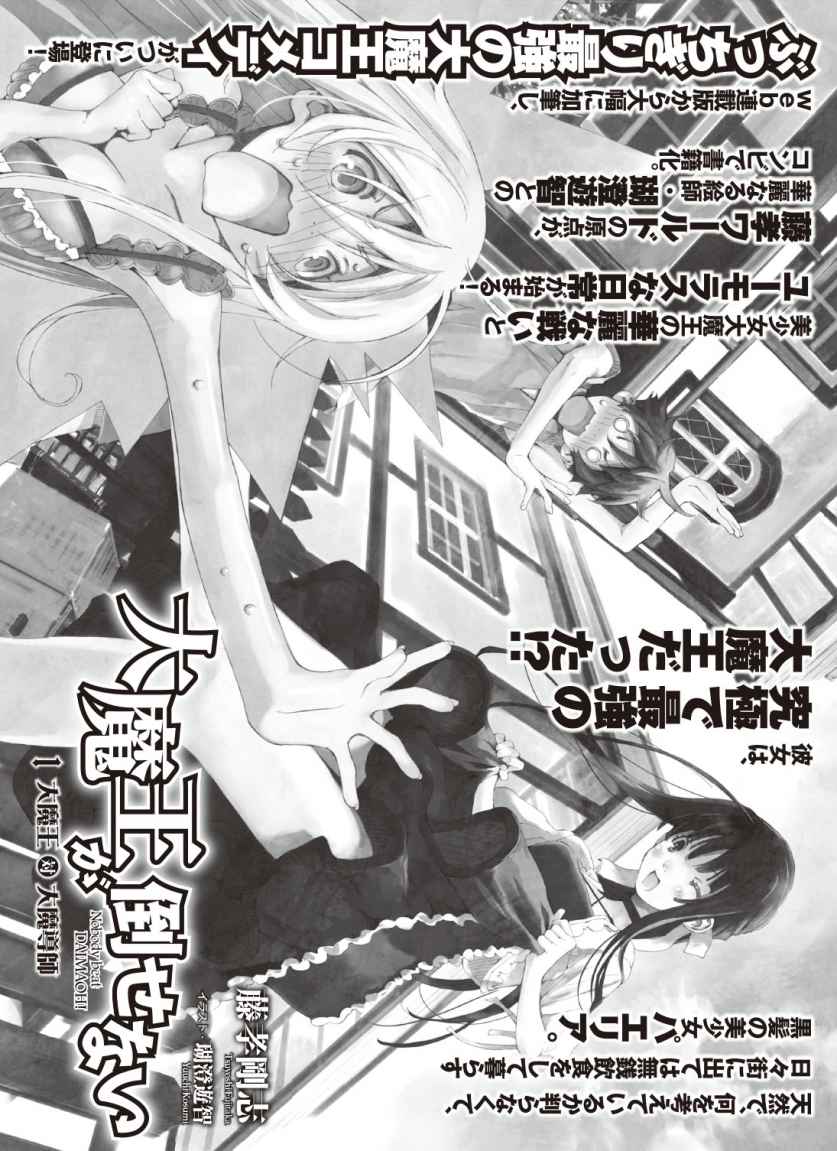 天然で、何を考えているか判らなくて、
日々街に出ては無銭飲食をして暮らす
黒髪の美少女パエリア。
彼女は、
究極で最強の
大魔王だった!?
美少女大魔王の華麗な戦いと
ユーモラスな日常が始まる!
藤孝ワールドの原点が、
華麗なる絵師・瑚澄遊智との
コンビで書籍化。
web連載版から大幅に加筆し、
ぶっちぎり最強の大魔王コメディ
がついに登場!
大魔王が倒せない
Nobody beat
DAIMAOH!
1 大魔王 対 大魔導師
藤孝剛志
Tsuyoshi Fujitaka
イラスト 瑚澄遊智
Yuuchi Kosumi